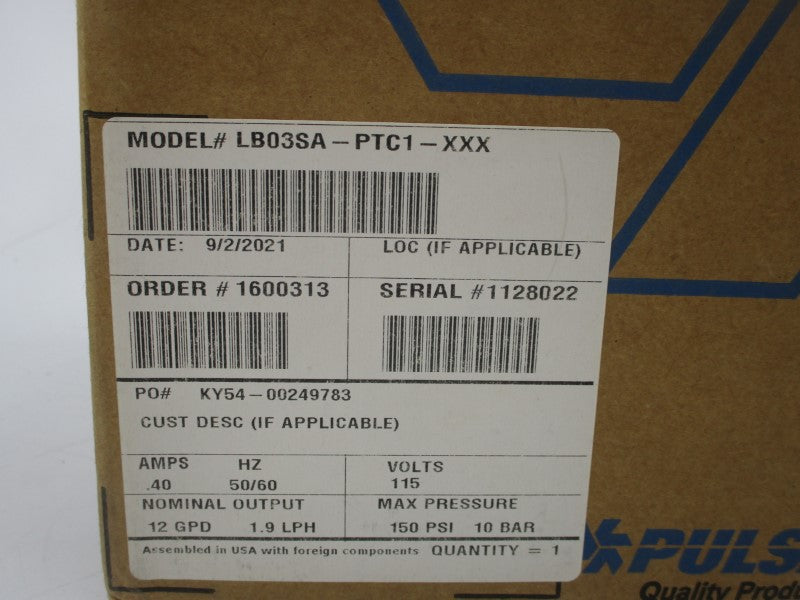 MODEL# LB03SA-PTC1-XXX
DATE: 9/2/2021 LOC (IF APPLICABLE)
ORDER # 1600313 SERIAL #1128022
PO# KY54-00249783
CUST DESC (IF APPLICABLE)
AMPS HZ VOLTS
.40 50/60 115
NOMINAL OUTPUT MAX PRESSURE
12 GPD 1.9 LPH 150 PSI 10 BAR
Assembled in USA with foreign components QUANTITY = 1
PULS
Quality Produ